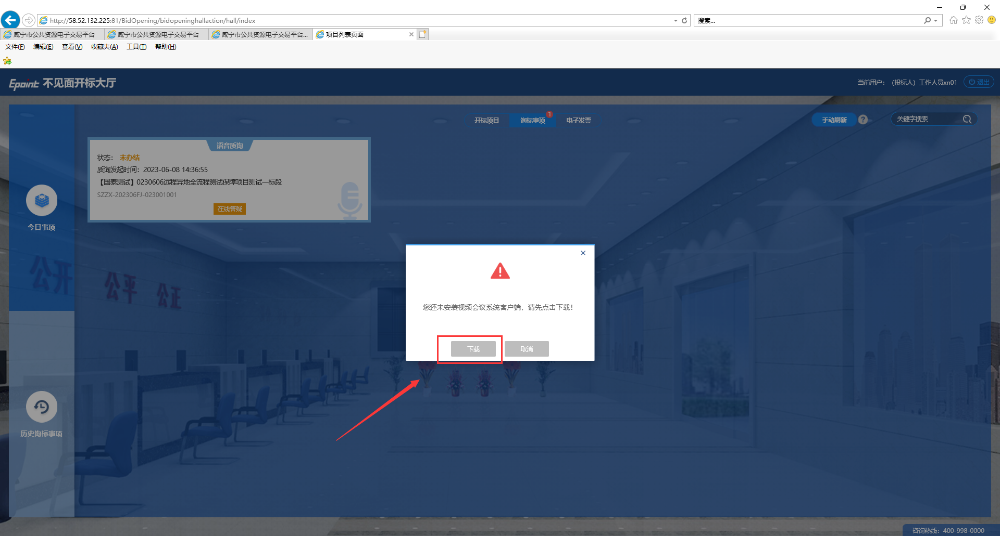 http://58.52.132.225:81/BidOpening/bidopeninghallaction/hall/index
搜索...
咸宁市公共资源电子交易平台
咸宁市公共资源电子交易平台
咸宁市公共资源电子交易平台...
项目列表页面
文件(F) 编辑(E) 查看(V) 收藏夹(A) 工具(T) 帮助(H)
Epoint 不见面开标大厅
当前用户：（投标人）工作人员xn01
退出
开标项目
询标事项
1
电子发票
手动刷新
?
关键字搜索
语音质询
状态： 未办结
质询发起时间：2023-06-08 14:36:55
【国泰测试】0230606远程异地全流程测试保障项目测试一标段
SZZX-202306FJ-023001001
在线答疑
今日事项
公开 公平 公正
您还未安装视频会议系统客户端，请先点击下载！
下载
取消
历史询标事项
咨询热线：400-998-0000